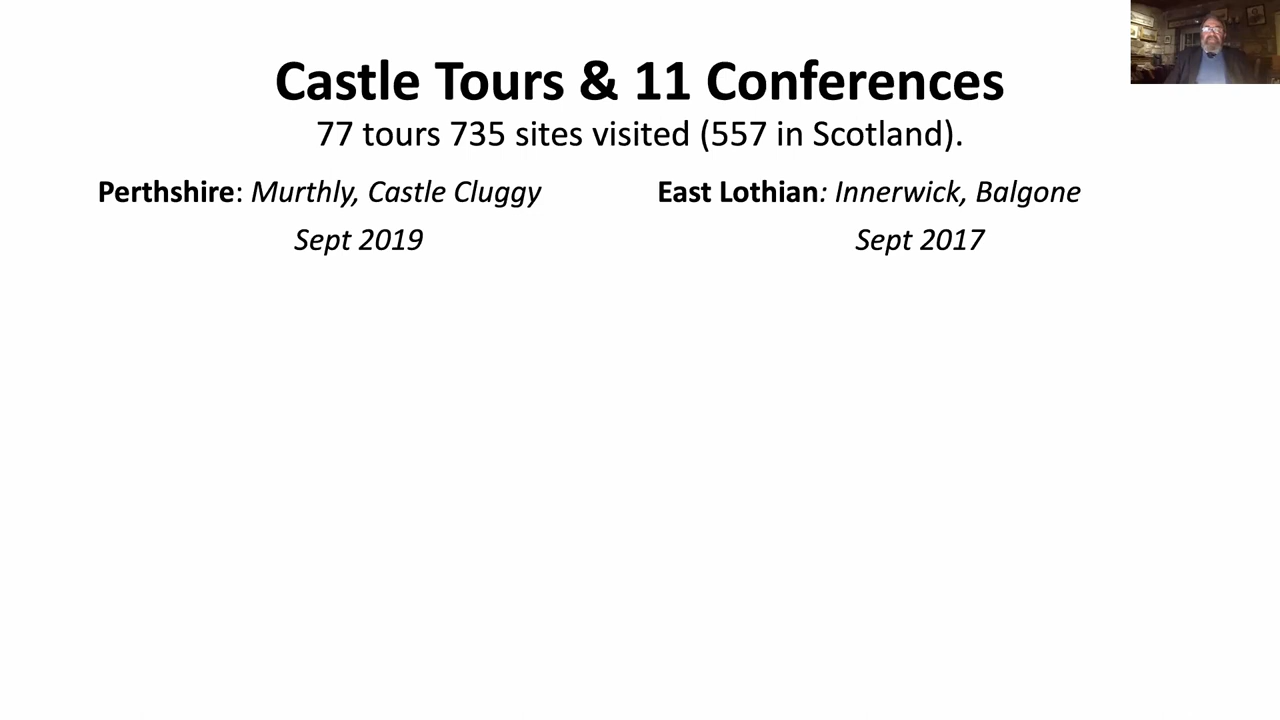 Castle Tours & 11 Conferences
77 tours 735 sites visited (557 in Scotland).
Perthshire: Murthly, Castle Cluggy
Sept 2019
East Lothian: Innerwick, Balgone
Sept 2017